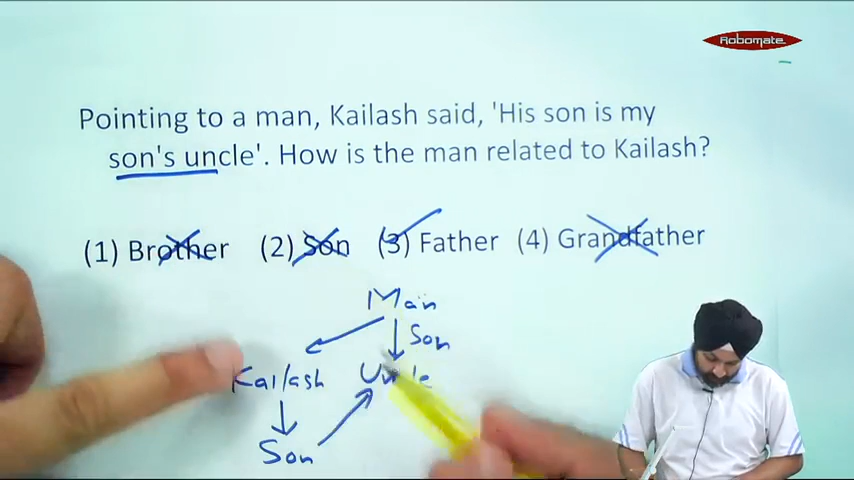 Robomate
Pointing to a man, Kailash said, 'His son is my
son's uncle'. How is the man related to Kailash?
(1) Brother (2) Son (3) Father (4) Grandfather
Man
Son
Kailash Uncle
Son